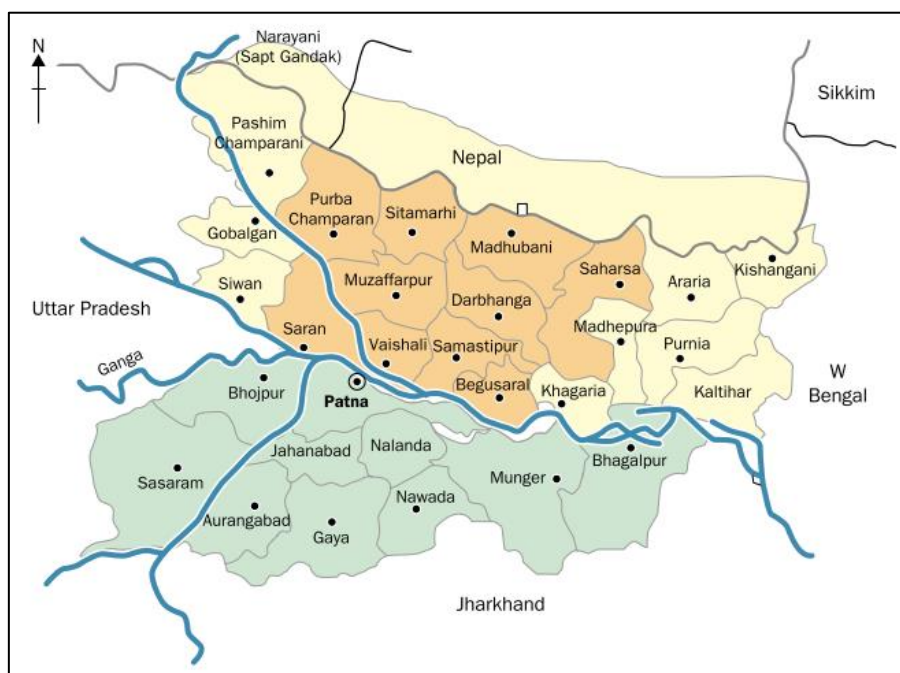 N
Narayani
(Sapt Gandak)
Sikkim
Pashim
Champarani
Nepal
Purba
Champaran
Sitamarhi
Gobalgan
Madhubani
Saharsa
Araria
Kishangani
Siwan
Muzaffarpur
Darbhanga
Uttar Pradesh
Madhepura
Saran
Vaishali
Samastipur
Purnia
Ganga
W
Bengal
Bhojpur
Patna
Begusaral
Khagaria
Kaltihar
Jahanabad
Nalanda
Bhagalpur
Sasaram
Munger
Nawada
Aurangabad
Gaya
Jharkhand